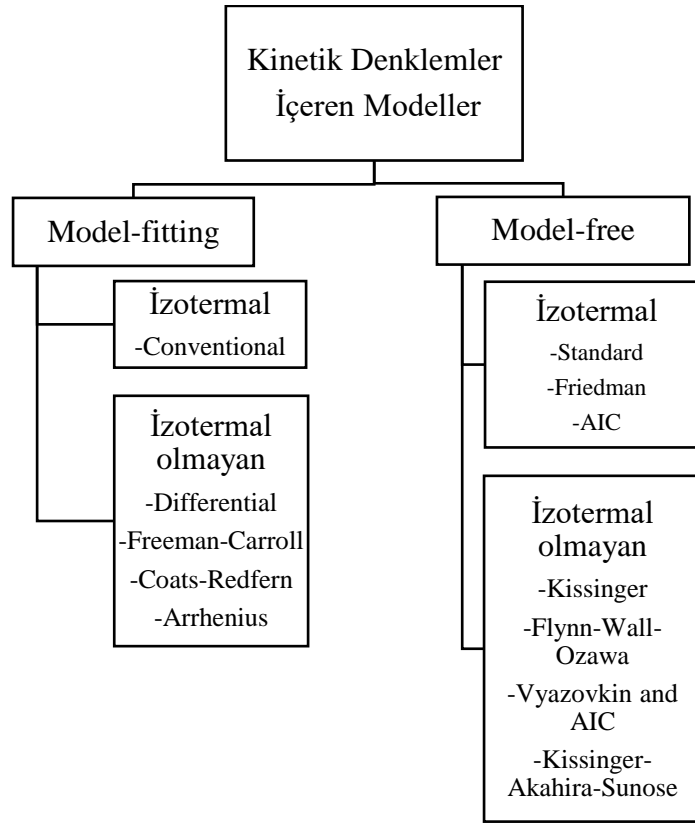 Kinetik Denklemler
İçeren Modeller
Model-fitting
İzotermal
-Conventional
İzotermal
olmayan
-Differential
-Freeman-Carroll
-Coats-Redfern
-Arrhenius
Model-free
İzotermal
-Standard
-Friedman
-AIC
İzotermal
olmayan
-Kissinger
-Flynn-Wall-
Ozawa
-Vyazovkin and
AIC
-Kissinger-
Akahira-Sunose